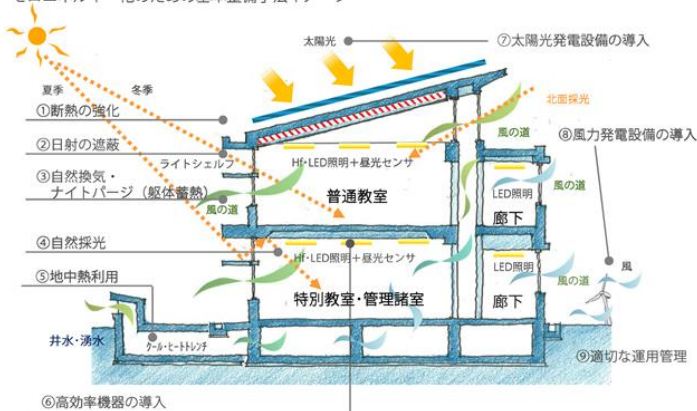 太陽光
⑦太陽光発電設備の導入
夏季
冬季
①断熱の強化
北面採光
風の道
⑧風力発電設備の導入
②日射の遮蔽
ライトシェルフ
Hf・LED照明+昼光センサ
③自然換気・
ナイトパージ（躯体蓄熱）
風の道
普通教室
LED照明
風の道
廊下
④自然採光
Hf・LED照明+昼光センサ
LED照明
風
⑤地中熱利用
特別教室・管理諸室
廊下
風の道
井水・湧水
クール・ヒートトレンチ
⑨適切な運用管理
⑥高効率機器の導入